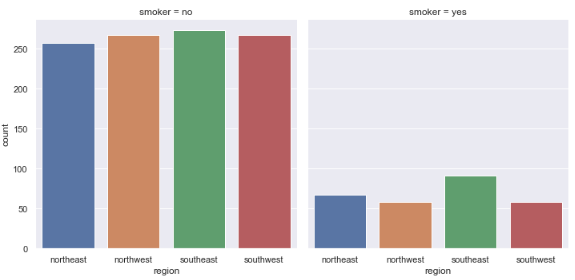 smoker = no
smoker = yes
count
250
200
150
100
50
0
northeast northwest southeast southwest
northeast northwest southeast southwest
region
region